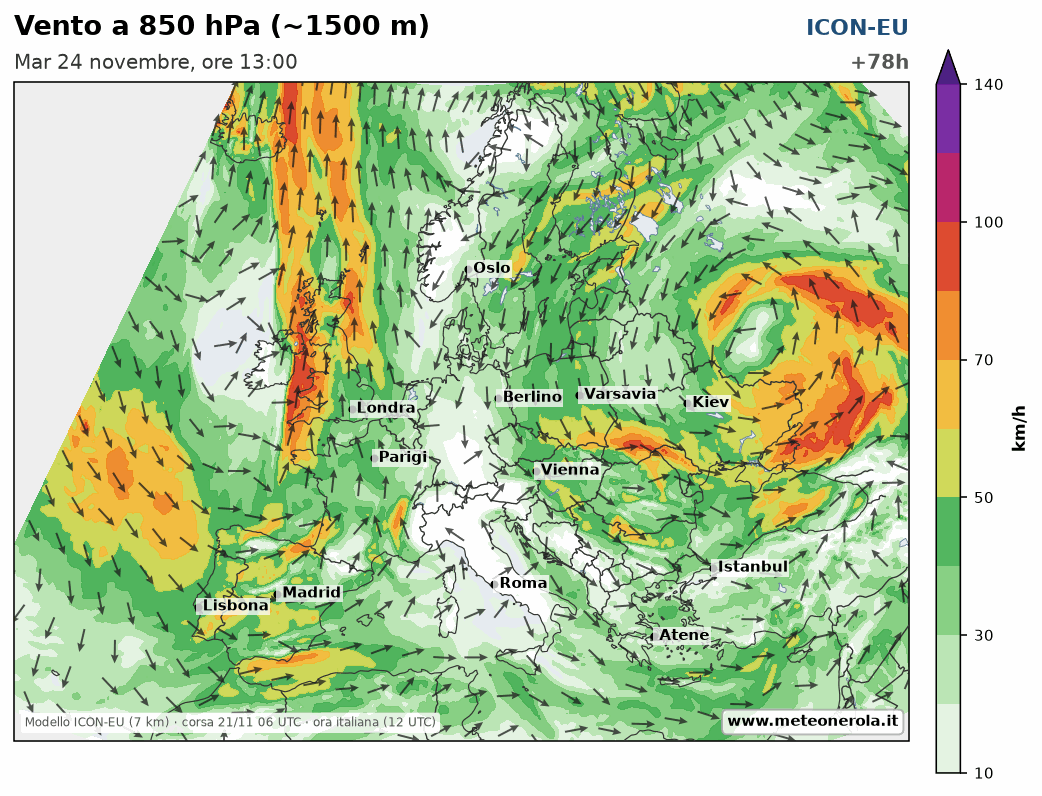 Vento a 850 hPa (~1500 m)
ICON-EU
Mar 24 novembre, ore 13:00
+78h
140
100
70
50
30
10
km/h
Oslo
Londra
Berlino
Varsavia
Kiev
Parigi
Vienna
Istanbul
Roma
Madrid
Lisbona
Atene
Modello ICON-EU (7 km) · corsa 21/11 06 UTC · ora italiana (12 UTC)
www.meteonerola.it